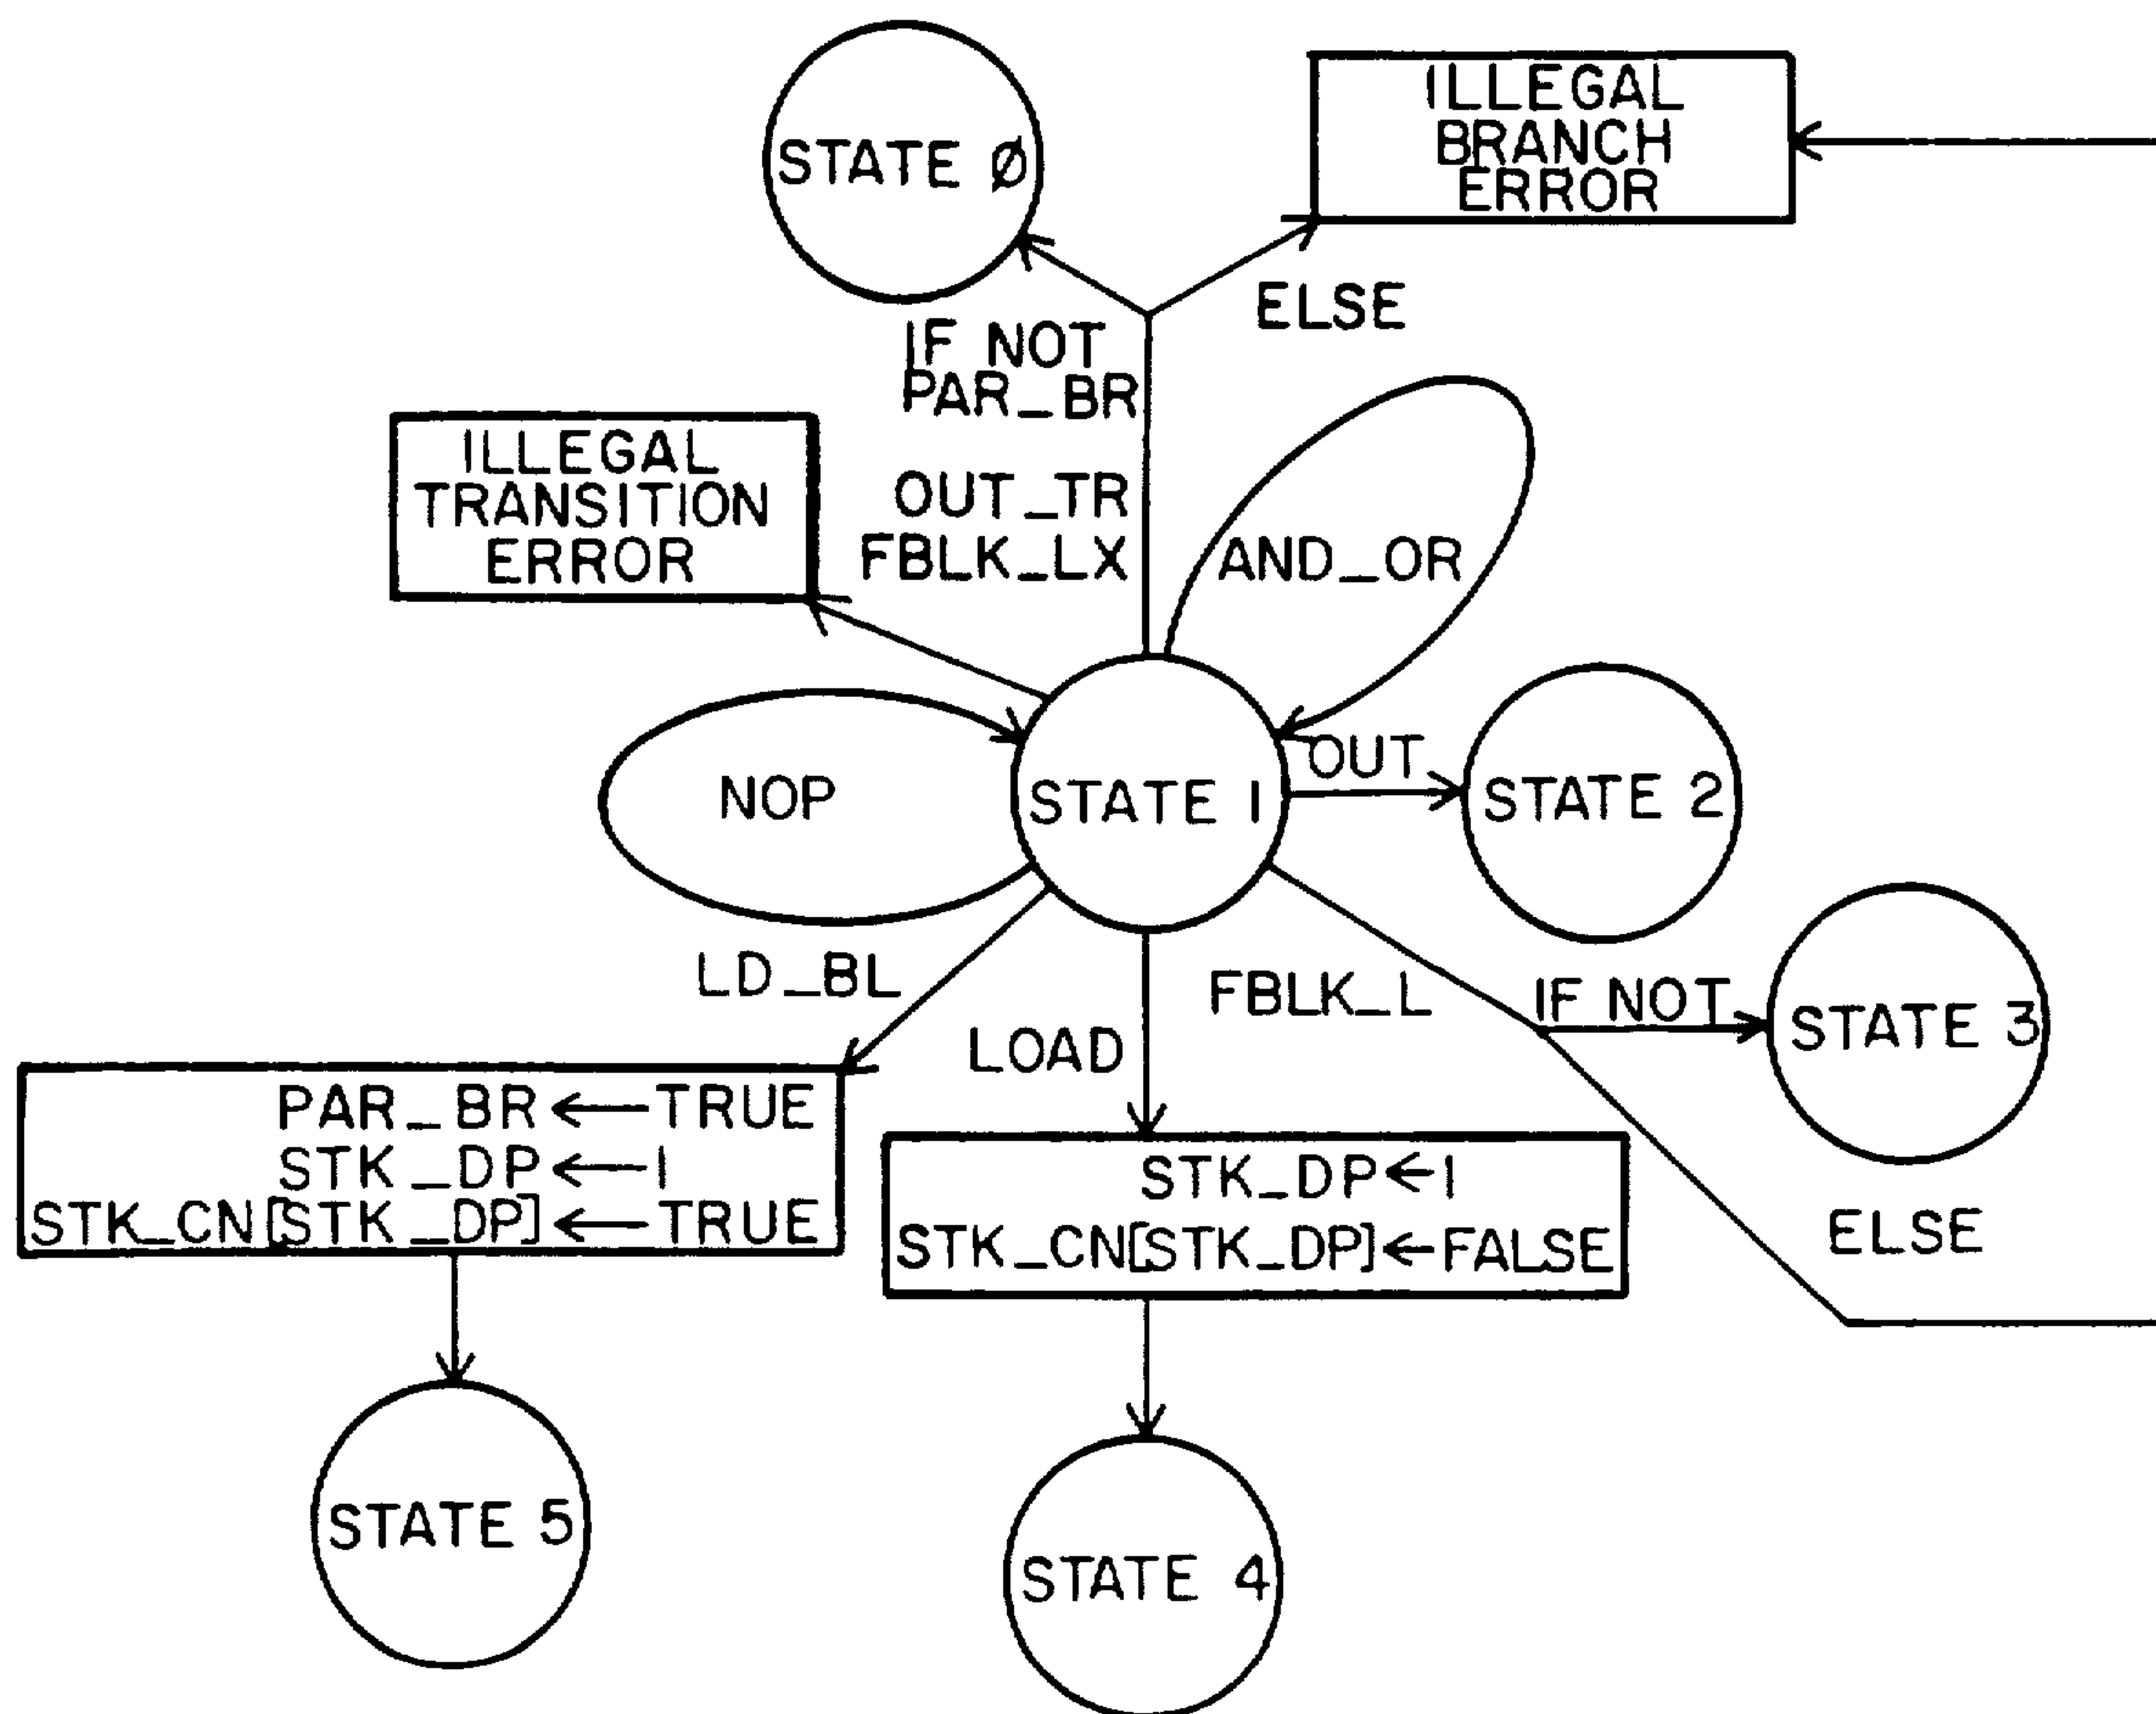 STATE Ø
ILLEGAL
BRANCH
ERROR
ELSE
IF NOT
PAR_BR
ILLEGAL
TRANSITION
ERROR
OUT_TR
FBLK_LX
AND_OR
NOP
STATE 1
OUT
STATE 2
LD_BL
LOAD
FBLK_L
IF NOT
STATE 3
PAR_BR ← TRUE
STK_DP ← 1
STK_CN[STK_DP] ← TRUE
STK_DP ← 1
STK_CN[STK_DP] ← FALSE
ELSE
STATE 5
STATE 4